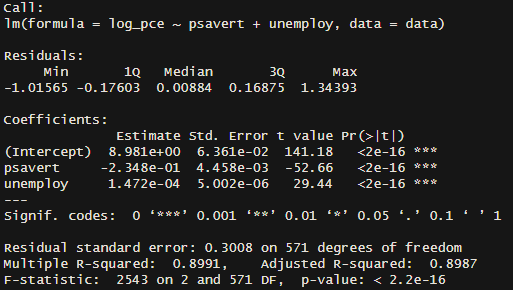 Call:
lm(formula = log_pce ~ psavert + unemploy, data = data)
Residuals:
Min 1Q Median 3Q Max
-1.01565 -0.17603 0.00884 0.16875 1.34393
Coefficients:
Estimate Std. Error t value Pr(>|t|)
(Intercept) 8.981e+00 6.361e-02 141.18 <2e-16 ***
psavert -2.348e-01 4.458e-03 -52.66 <2e-16 ***
unemploy 1.472e-04 5.002e-06 29.44 <2e-16 ***
---
Signif. codes: 0 ‘***’ 0.001 ‘**’ 0.01 ‘*’ 0.05 ‘.’ 0.1 ‘ ’ 1
Residual standard error: 0.3008 on 571 degrees of freedom
Multiple R-squared: 0.8991, Adjusted R-squared: 0.8987
F-statistic: 2543 on 2 and 571 DF, p-value: < 2.2e-16